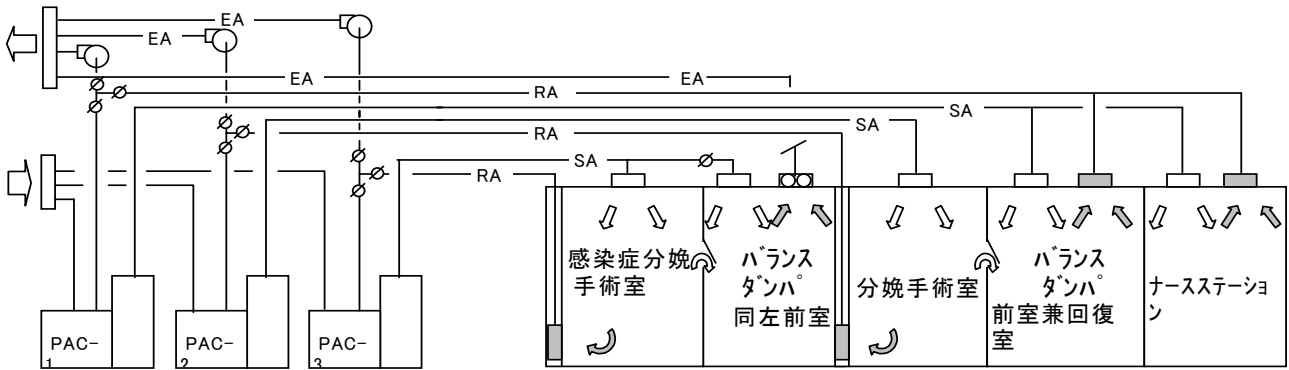 EA
EA
EA
EA
EA
RA
SA
SA
RA
SA
RA
感染症分娩
手術室
ﾊﾞランス
ﾀﾞンﾊﾟ
同左前室
分娩手術室
ﾊﾞランス
ﾀﾞンﾊﾟ
前室兼回復
室
ﾅｰｽｽﾃｰｼｮ
ﾝ
PAC-
1
PAC-
2
PAC-
3